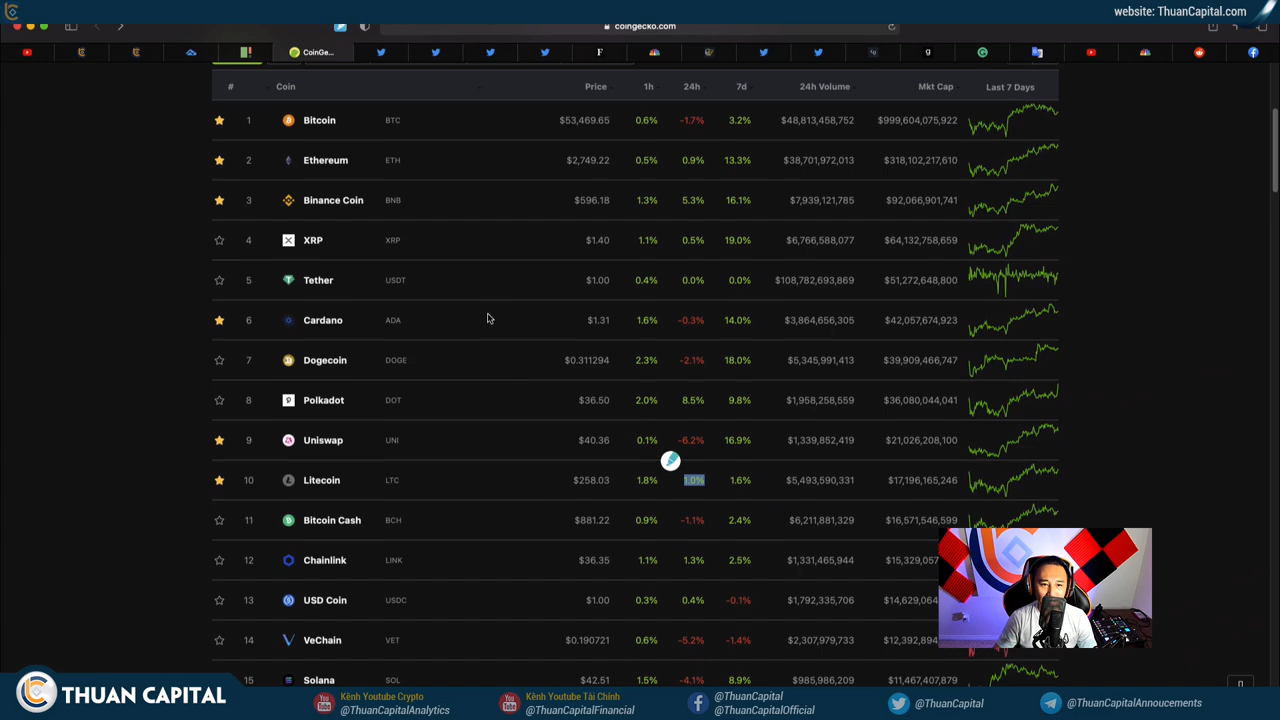 website: ThuanCapital.com
coingecko.com
CoinGe...
# Coin Price 1h 24h 7d 24h Volume Mkt Cap Last 7 Days
1 Bitcoin BTC $53,469.65 0.6% -1.7% 3.2% $48,813,458,752 $999,604,075,922
2 Ethereum ETH $2,749.22 0.5% 0.9% 13.3% $38,701,972,013 $318,102,217,610
3 Binance Coin BNB $596.18 1.3% 5.3% 16.1% $7,939,121,785 $92,066,901,741
4 XRP XRP $1.40 1.1% 0.5% 19.0% $6,766,588,077 $64,132,758,659
5 Tether USDT $1.00 0.4% 0.0% 0.0% $108,782,693,869 $51,272,648,800
6 Cardano ADA $1.31 1.6% -0.3% 14.0% $3,864,656,305 $42,057,674,923
7 Dogecoin DOGE $0.311294 2.3% -2.1% 18.0% $5,345,991,413 $39,909,466,747
8 Polkadot DOT $36.50 2.0% 8.5% 9.8% $1,958,258,559 $36,080,044,041
9 Uniswap UNI $40.36 0.1% -6.2% 16.9% $1,339,852,419 $21,026,208,100
10 Litecoin LTC $258.03 1.8% 1.0% 1.6% $5,493,590,331 $17,196,165,246
11 Bitcoin Cash BCH $881.22 0.9% -1.1% 2.4% $6,211,881,329 $16,571,546,599
12 Chainlink LINK $36.35 1.1% 1.3% 2.5% $1,331,465,944 $15,329,057
13 USD Coin USDC $1.00 0.3% 0.4% -0.1% $1,792,335,706 $14,629,04
14 VeChain VET $0.190721 0.6% -5.2% -1.4% $2,307,979,733 $12,392,894
15 Solana SOL $42.51 1.5% -4.1% 8.9% $985,986,209 $11,467,407,879
THUAN CAPITAL
Kênh Youtube Crypto
@ThuanCapitalAnalytics
Kênh Youtube Tài Chính
@ThuanCapitalFinancial
@ThuanCapital
@ThuanCapitalOfficial
@ThuanCapital
@ThuanCapitalAnnoucements